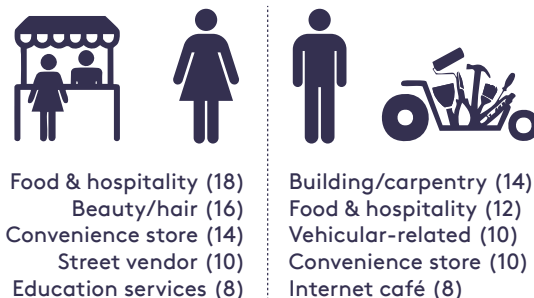 Food & hospitality (18)
Beauty/hair (16)
Convenience store (14)
Street vendor (10)
Education services (8)
Building/carpentry (14)
Food & hospitality (12)
Vehicular-related (10)
Convenience store (10)
Internet café (8)